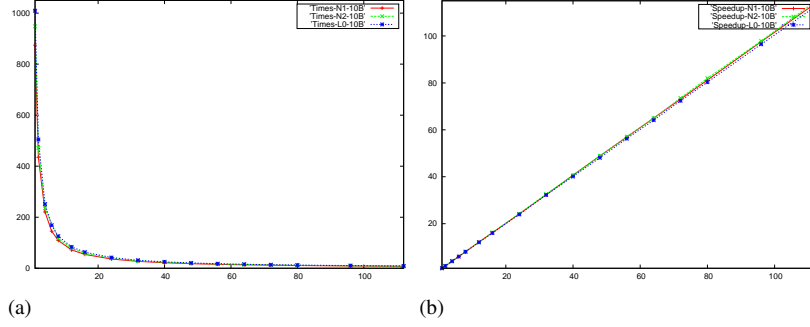 'Times-N1-10B'
'Times-N2-10B'
'Times-L0-10B'
1000
800
600
400
200
0
20 40 60 80 100
(a)
'Speedup-N1-10B'
'Speedup-N2-10B'
'Speedup-L0-10B'
100
80
60
40
20
20 40 60 80 100
(b)